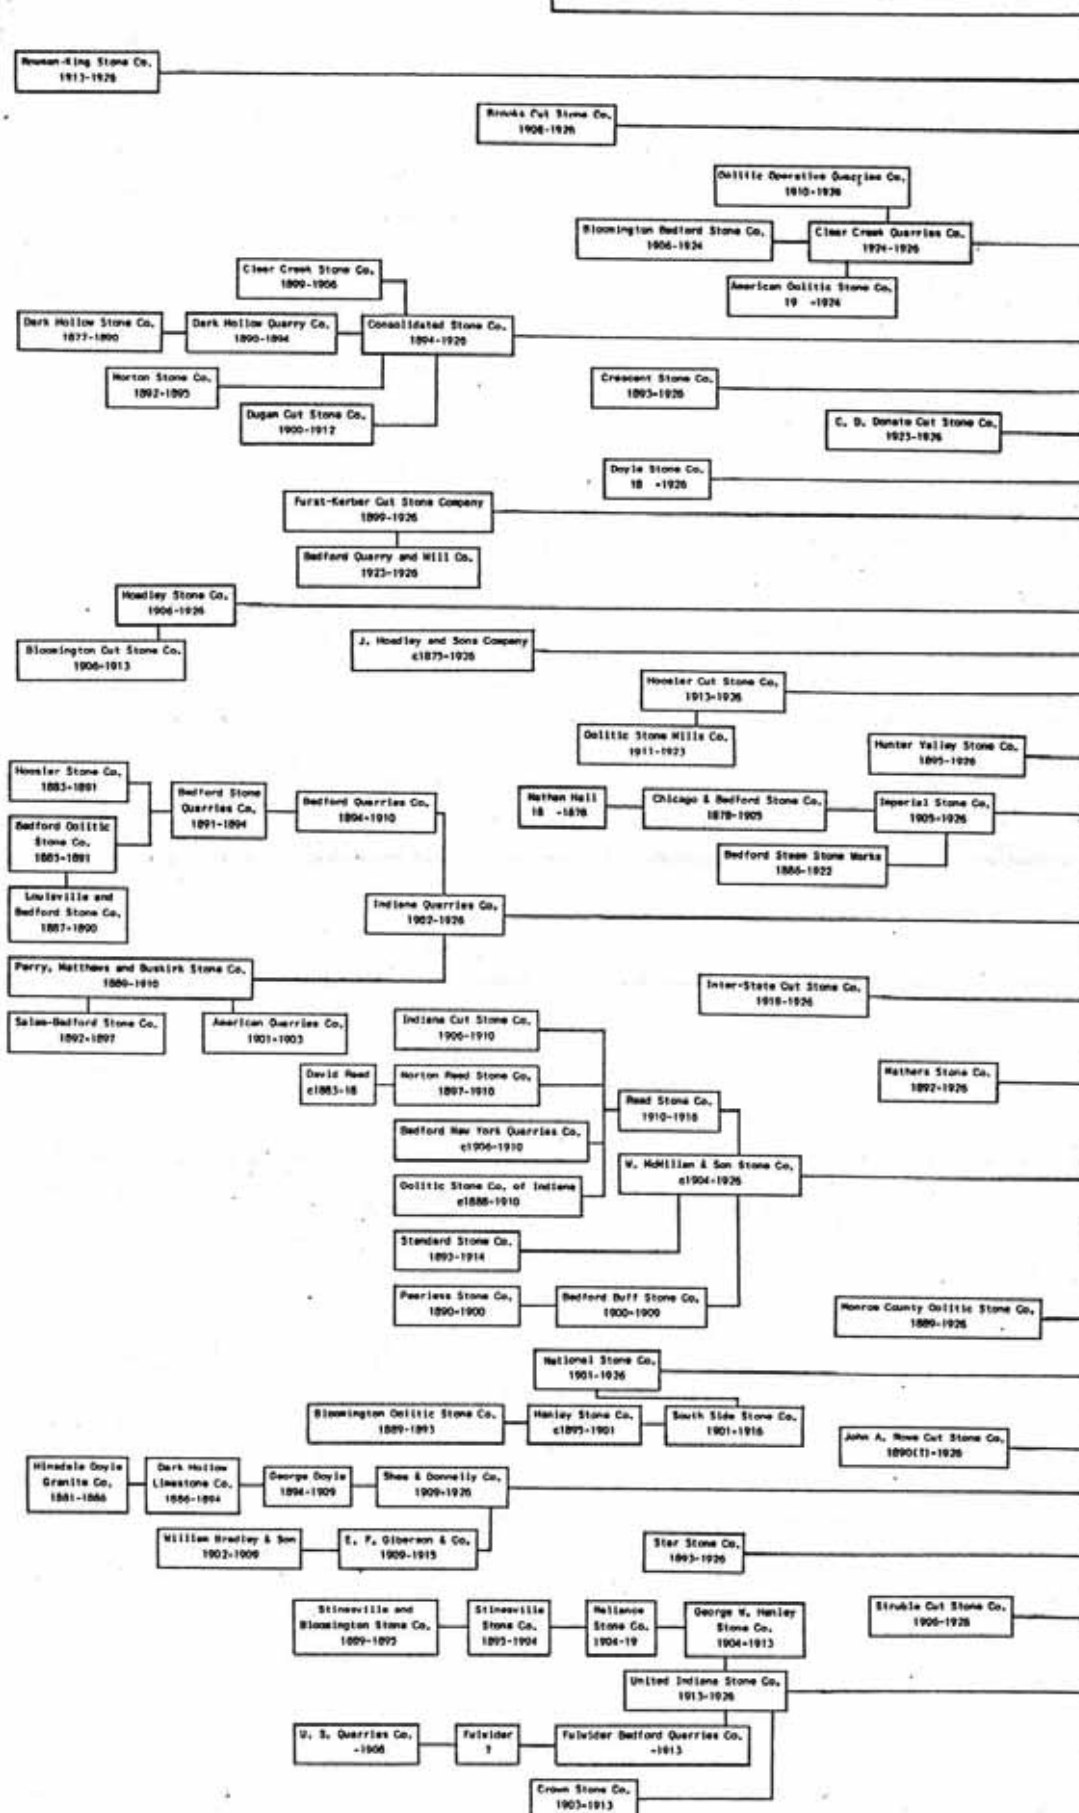 Bowman-King Stone Co.
1913-1926
Brooks Cut Stone Co.
1908-1926
Oolitic Operative Quarries Co.
1910-1926
Bloomington Bedford Stone Co.
1906-1924
Clear Creek Quarries Co.
1924-1926
American Oolitic Stone Co.
19 -1924
Clear Creek Stone Co.
1899-1906
Dark Hollow Stone Co.
1877-1890
Dark Hollow Quarry Co.
1890-1894
Consolidated Stone Co.
1894-1926
Norton Stone Co.
1892-1895
Dugan Cut Stone Co.
1900-1912
Crescent Stone Co.
1893-1926
C. D. Donato Cut Stone Co.
1923-1926
Doyle Stone Co.
18 -1926
Furst-Kerber Cut Stone Company
1899-1926
Bedford Quarry and Mill Co.
1923-1926
Hoadley Stone Co.
1906-1926
Bloomington Cut Stone Co.
1906-1913
J. Hoadley and Sons Company
c1875-1926
Hoosier Cut Stone Co.
1913-1926
Oolitic Stone Mills Co.
1911-1923
Hunter Valley Stone Co.
1895-1926
Hoosier Stone Co.
1883-1891
Bedford Oolitic
Stone Co.
1885-1891
Louisville and
Bedford Stone Co.
1887-1890
Bedford Stone
Quarries Co.
1891-1894
Bedford Quarries Co.
1894-1910
Nathan Hall
18 -1878
Chicago & Bedford Stone Co.
1878-1905
Imperial Stone Co.
1905-1926
Bedford Steam Stone Works
1886-1922
Indiana Quarries Co.
1902-1926
Perry, Matthews and Buskirk Stone Co.
1889-1910
Salem-Bedford Stone Co.
1892-1897
American Quarries Co.
1901-1903
Inter-State Cut Stone Co.
1918-1926
Indiana Cut Stone Co.
1906-1910
David Reed
c1883-18
Norton Reed Stone Co.
1897-1910
Bedford New York Quarries Co.
c1906-1910
Oolitic Stone Co. of Indiana
c1888-1910
Reed Stone Co.
1910-1916
Mathers Stone Co.
1892-1926
W. McMillan & Son Stone Co.
c1904-1926
Standard Stone Co.
1893-1914
Peerless Stone Co.
1890-1900
Bedford Buff Stone Co.
1900-1909
Monroe County Oolitic Stone Co.
1889-1926
National Stone Co.
1901-1926
Bloomington Oolitic Stone Co.
1889-1893
Hanley Stone Co.
c1895-1901
South Side Stone Co.
1901-1916
John A. Rowe Cut Stone Co.
1890(?)-1926
Hinsdale Doyle
Granite Co.
1881-1886
Dark Hollow
Limestone Co.
1886-1894
George Doyle
1894-1909
Shea & Donnelly Co.
1909-1926
William Bradley & Son
1902-1909
E. F. Giberson & Co.
1909-1915
Star Stone Co.
1893-1926
Stinesville and
Bloomington Stone Co.
1889-1895
Stinesville
Stone Co.
1895-1904
Reliance
Stone Co.
1904-19
George W. Henley
Stone Co.
1904-1913
Struble Cut Stone Co.
1906-1926
United Indiana Stone Co.
1913-1926
U. S. Quarries Co.
-1906
Fulwider
?
Fulwider Bedford Quarries Co.
-1913
Crown Stone Co.
1903-1913